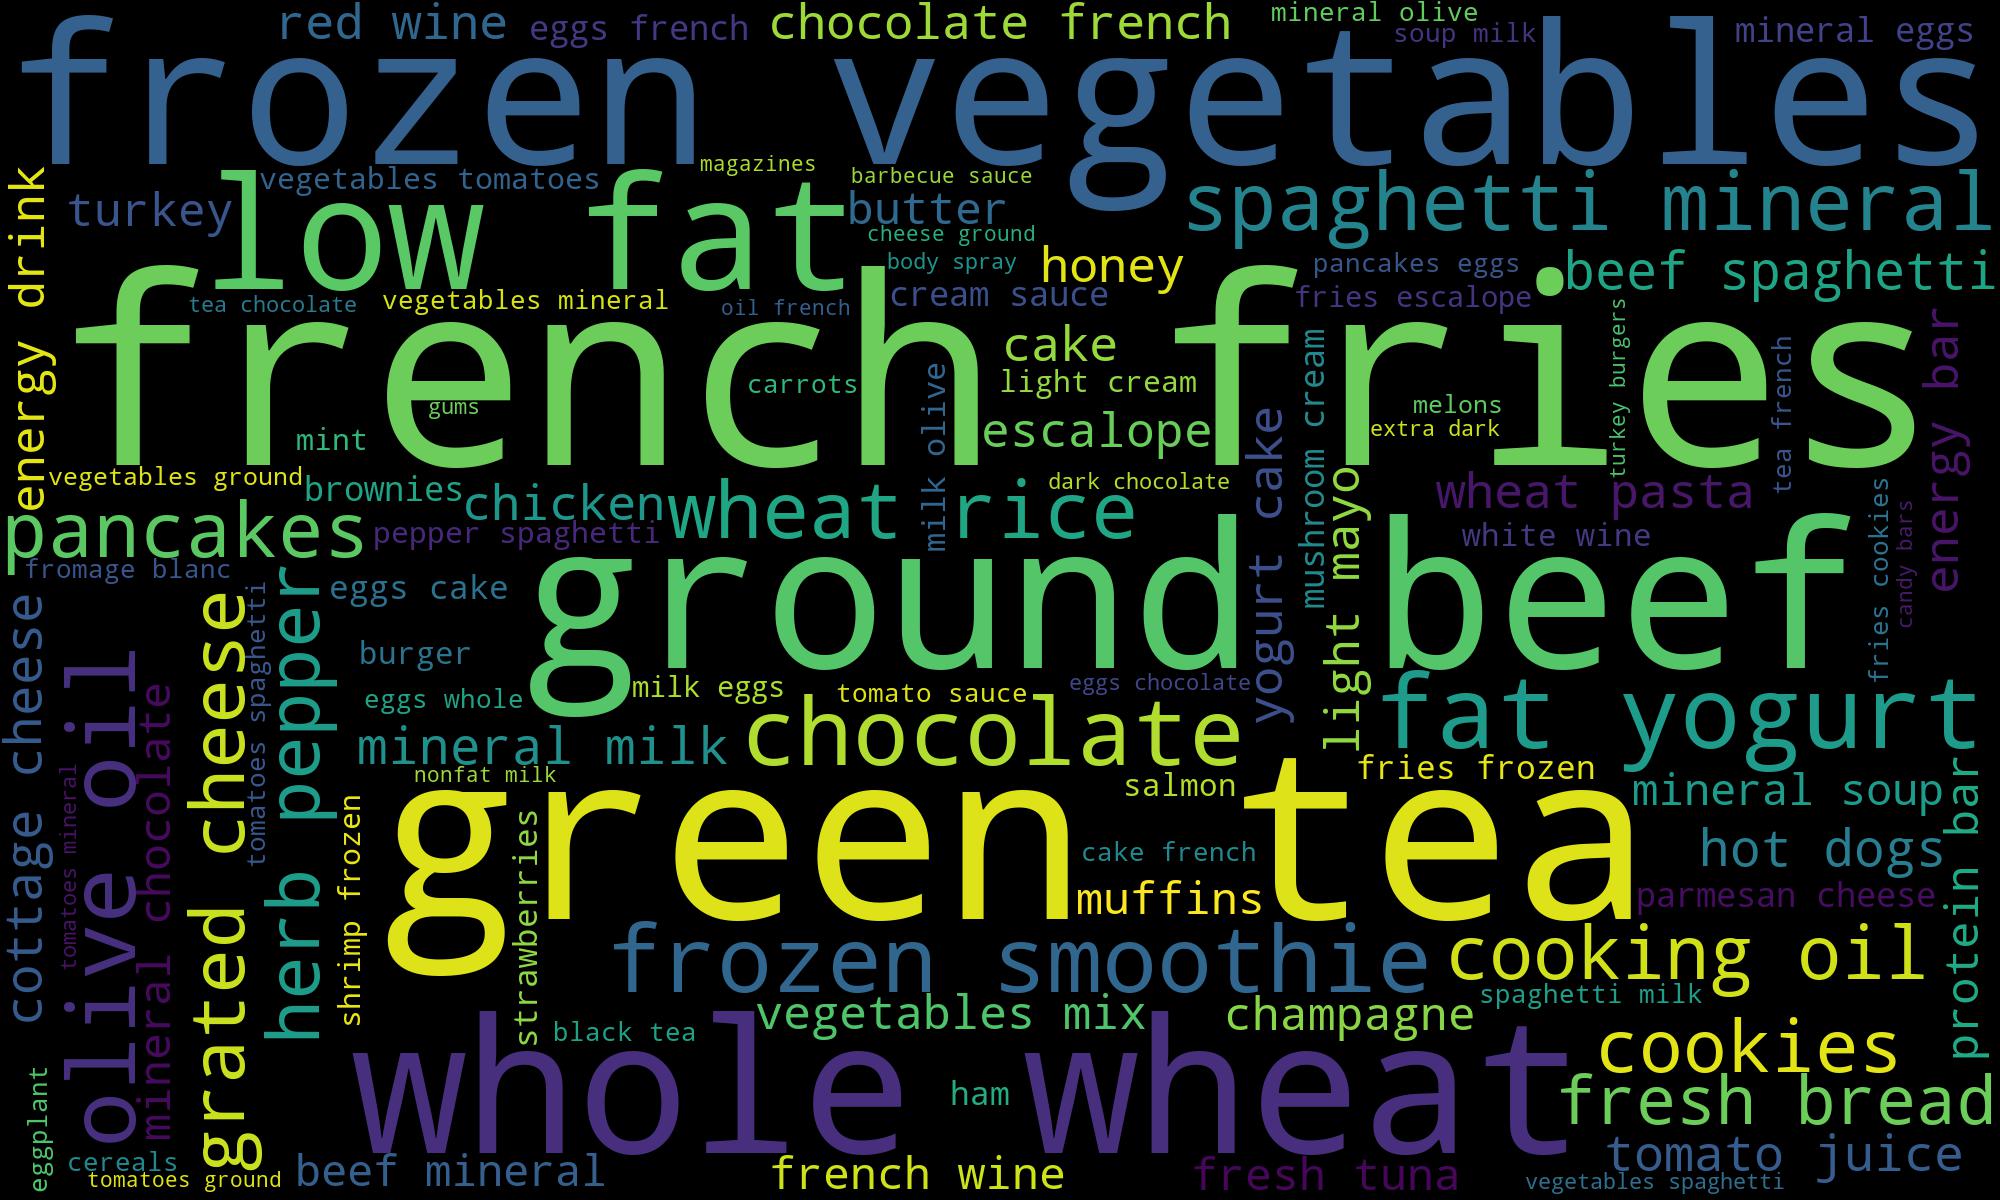 red wine
eggs french
chocolate french
mineral olive
soup milk
mineral eggs
frozen vegetables
energy drink
turkey
vegetables tomatoes
low fat
magazines
barbecue sauce
butter
cheese ground
body spray
cream sauce
honey
spaghetti mineral
pancakes eggs
fries escalope
beef spaghetti
tea chocolate
vegetables mineral
oil french
french fries
cake
light cream
escalope
carrots
gums
mint
milk olive
melons
extra dark
turkey burgers
tea french
energy bar
mushroom cream
yogurt cake
light mayo
vegetables ground
brownies
chicken
wheat rice
dark chocolate
wheat pasta
white wine
fries cookies
candy bars
pancakes
pepper spaghetti
fromage blanc
eggs cake
ground beef
burger
eggs whole
milk eggs
tomato sauce
eggs chocolate
cottage cheese
olive oil
tomatoes mineral
mineral chocolate
grated cheese
tomatoes spaghetti
herb pepper
mineral milk
chocolate
fat yogurt
nonfat milk
salmon
fries frozen
mineral soup
green tea
shrimp frozen
strawberries
cake french
muffins
hot dogs
parmesan cheese
protein bar
frozen smoothie
cooking oil
spaghetti milk
vegetables mix
champagne
black tea
cookies
whole wheat
ham
fresh bread
eggplant
cereals
tomatoes ground
beef mineral
french wine
fresh tuna
tomato juice
vegetables spaghetti